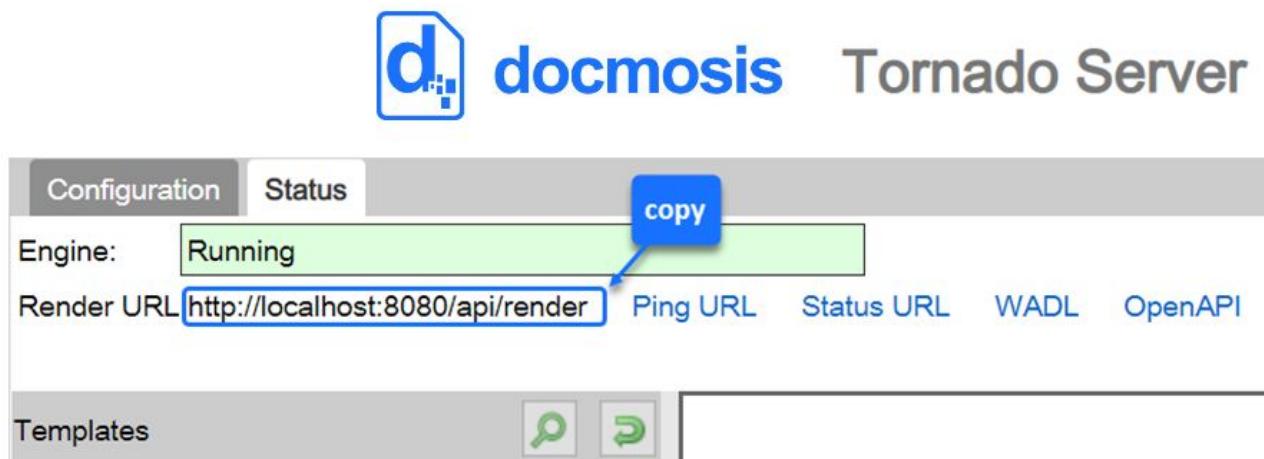 d. docmosis Tornado Server
Configuration Status
copy
Engine: Running
Render URL http://localhost:8080/api/render Ping URL Status URL WADL OpenAPI
Templates